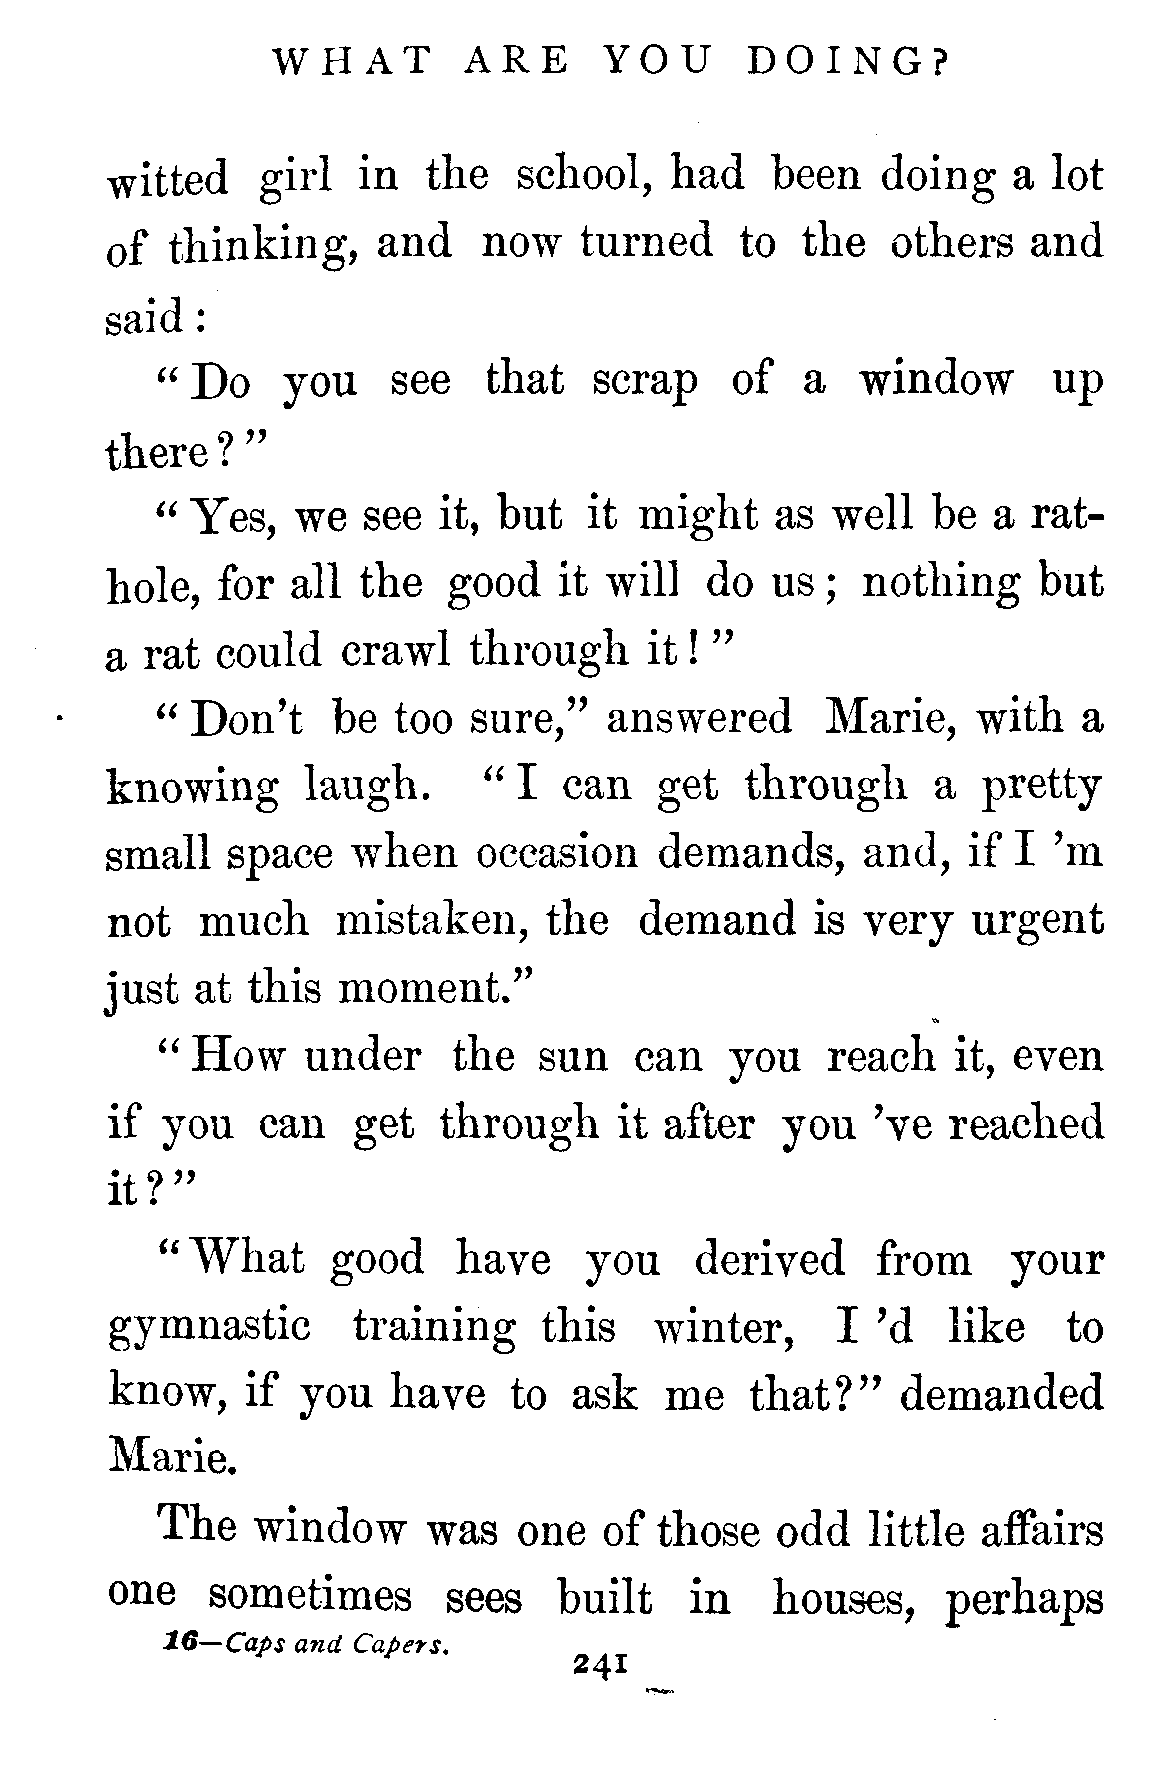 WHAT ARE YOU DOING?
witted girl in the school, had been doing a lot
of thinking, and now turned to the others and
said :
“ Do you see that scrap of a window up
there ? ”
“ Yes, we see it, but it might as well be a rat-
hole, for all the good it will do us ; nothing but
a rat could crawl through it ! ”
“ Don’t be too sure,” answered Marie, with a
knowing laugh. “ I can get through a pretty
small space when occasion demands, and, if I ’m
not much mistaken, the demand is very urgent
just at this moment.”
“ How under the sun can you reach it, even
if you can get through it after you ’ve reached
it ? ”
“ What good have you derived from your
gymnastic training this winter, I ’d like to
know, if you have to ask me that?” demanded
Marie.
The window was one of those odd little affairs
one sometimes sees built in houses, perhaps
16—Caps and Capers.
241